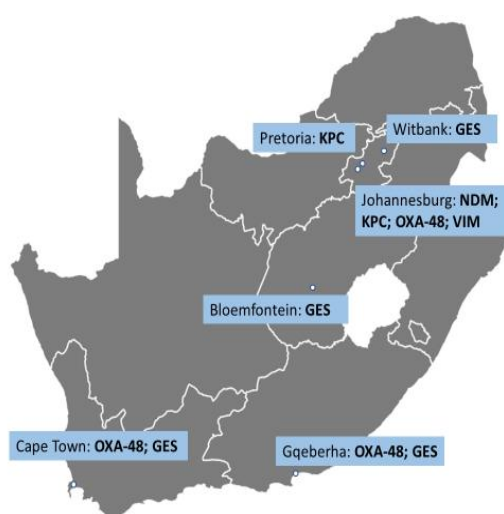 Pretoria: KPC
Witbank: GES
Johannesburg: NDM;
KPC; OXA-48; VIM
Bloemfontein: GES
Cape Town: OXA-48; GES
Gqeberha: OXA-48; GES